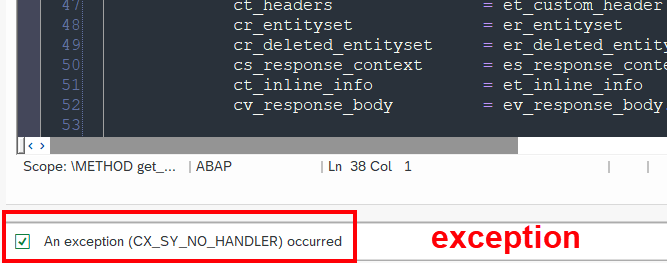 47 ct_headers = et_custom_header
48 cr_entityset = er_entityset
49 cr_deleted_entityset = er_deleted_entity
50 cs_response_context = es_response_conte
51 ct_inline_info = et_inline_info
52 cv_response_body = ev_response_body
53
Scope: \METHOD get_... ABAP Ln 38 Col 1
An exception (CX_SY_NO_HANDLER) occurred exception